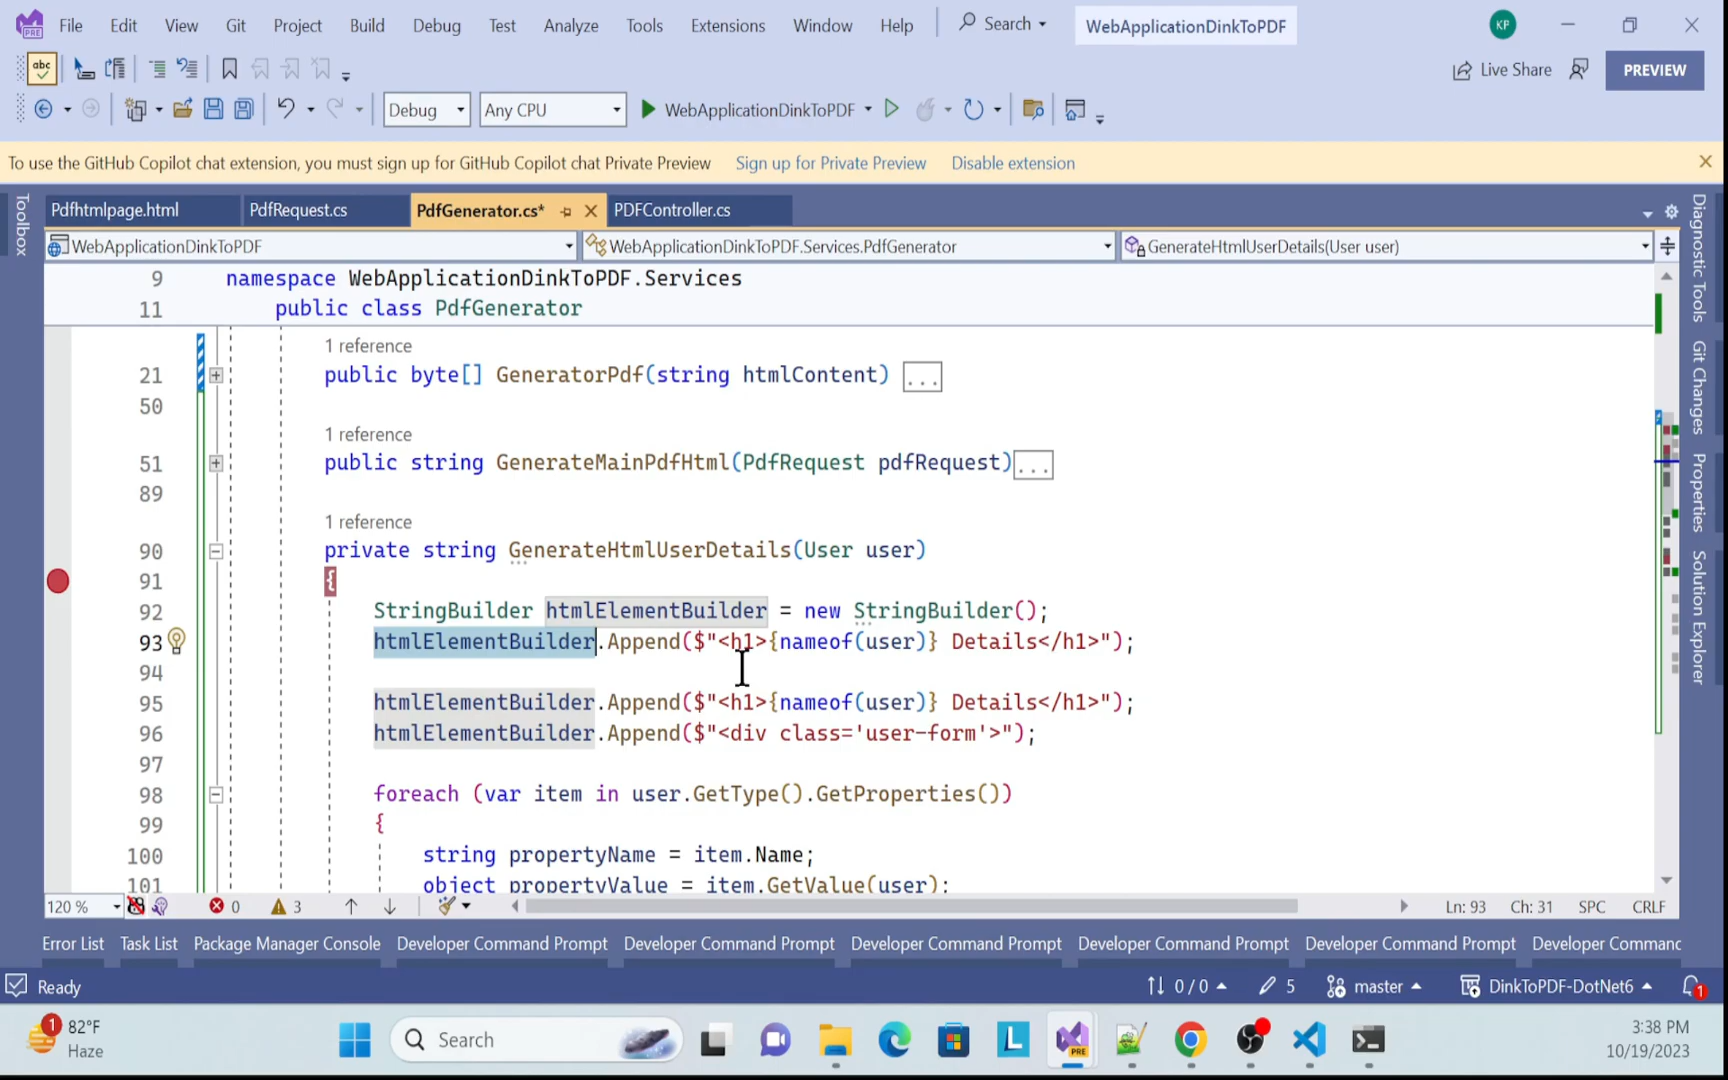 PRE File Edit View Git Project Build Debug Test Analyze Tools Extensions Window Help Search WebApplicationDinkToPDF KP
abc Live Share PREVIEW
Debug Any CPU WebApplicationDinkToPDF
To use the GitHub Copilot chat extension, you must sign up for GitHub Copilot chat Private Preview Sign up for Private Preview Disable extension
Toolbox
Pdfhtmlpage.html PdfRequest.cs PdfGenerator.cs* PDFController.cs
WebApplicationDinkToPDF WebApplicationDinkToPDF.Services.PdfGenerator GenerateHtmlUserDetails(User user)
9 namespace WebApplicationDinkToPDF.Services
11 public class PdfGenerator
1 reference
21 public byte[] GeneratorPdf(string htmlContent) ...
50
1 reference
51 public string GenerateMainPdfHtml(PdfRequest pdfRequest)...
89
1 reference
90 private string GenerateHtmlUserDetails(User user)
91 {
92 StringBuilder htmlElementBuilder = new StringBuilder();
93 htmlElementBuilder.Append($"<h1>{nameof(user)} Details</h1>");
94
95 htmlElementBuilder.Append($"<h1>{nameof(user)} Details</h1>");
96 htmlElementBuilder.Append($"<div class='user-form'>");
97
98 foreach (var item in user.GetType().GetProperties())
99 {
100 string propertyName = item.Name;
101 object propertyValue = item.GetValue(user);
Diagnostic Tools
Git Changes
Properties
Solution Explorer
120 % 0 3 Ln: 93 Ch: 31 SPC CRLF
Error List Task List Package Manager Console Developer Command Prompt Developer Command Prompt Developer Command Prompt Developer Command Prompt Developer Command Prompt Developer Commanc
Ready 0 / 0 5 master DinkToPDF-DotNet6 1
1 82°F
Haze
Search
L
PRE
3:38 PM
10/19/2023